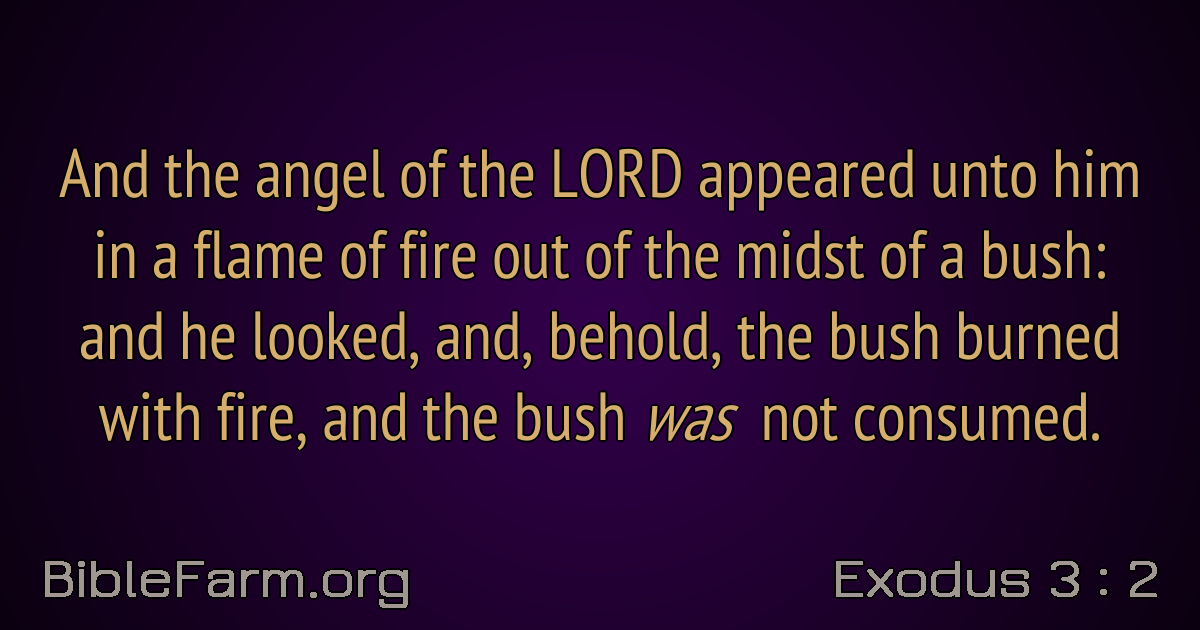 And the angel of the LORD appeared unto him
in a flame of fire out of the midst of a bush:
and he looked, and, behold, the bush burned
with fire, and the bush was not consumed.
BibleFarm.org
Exodus 3 : 2